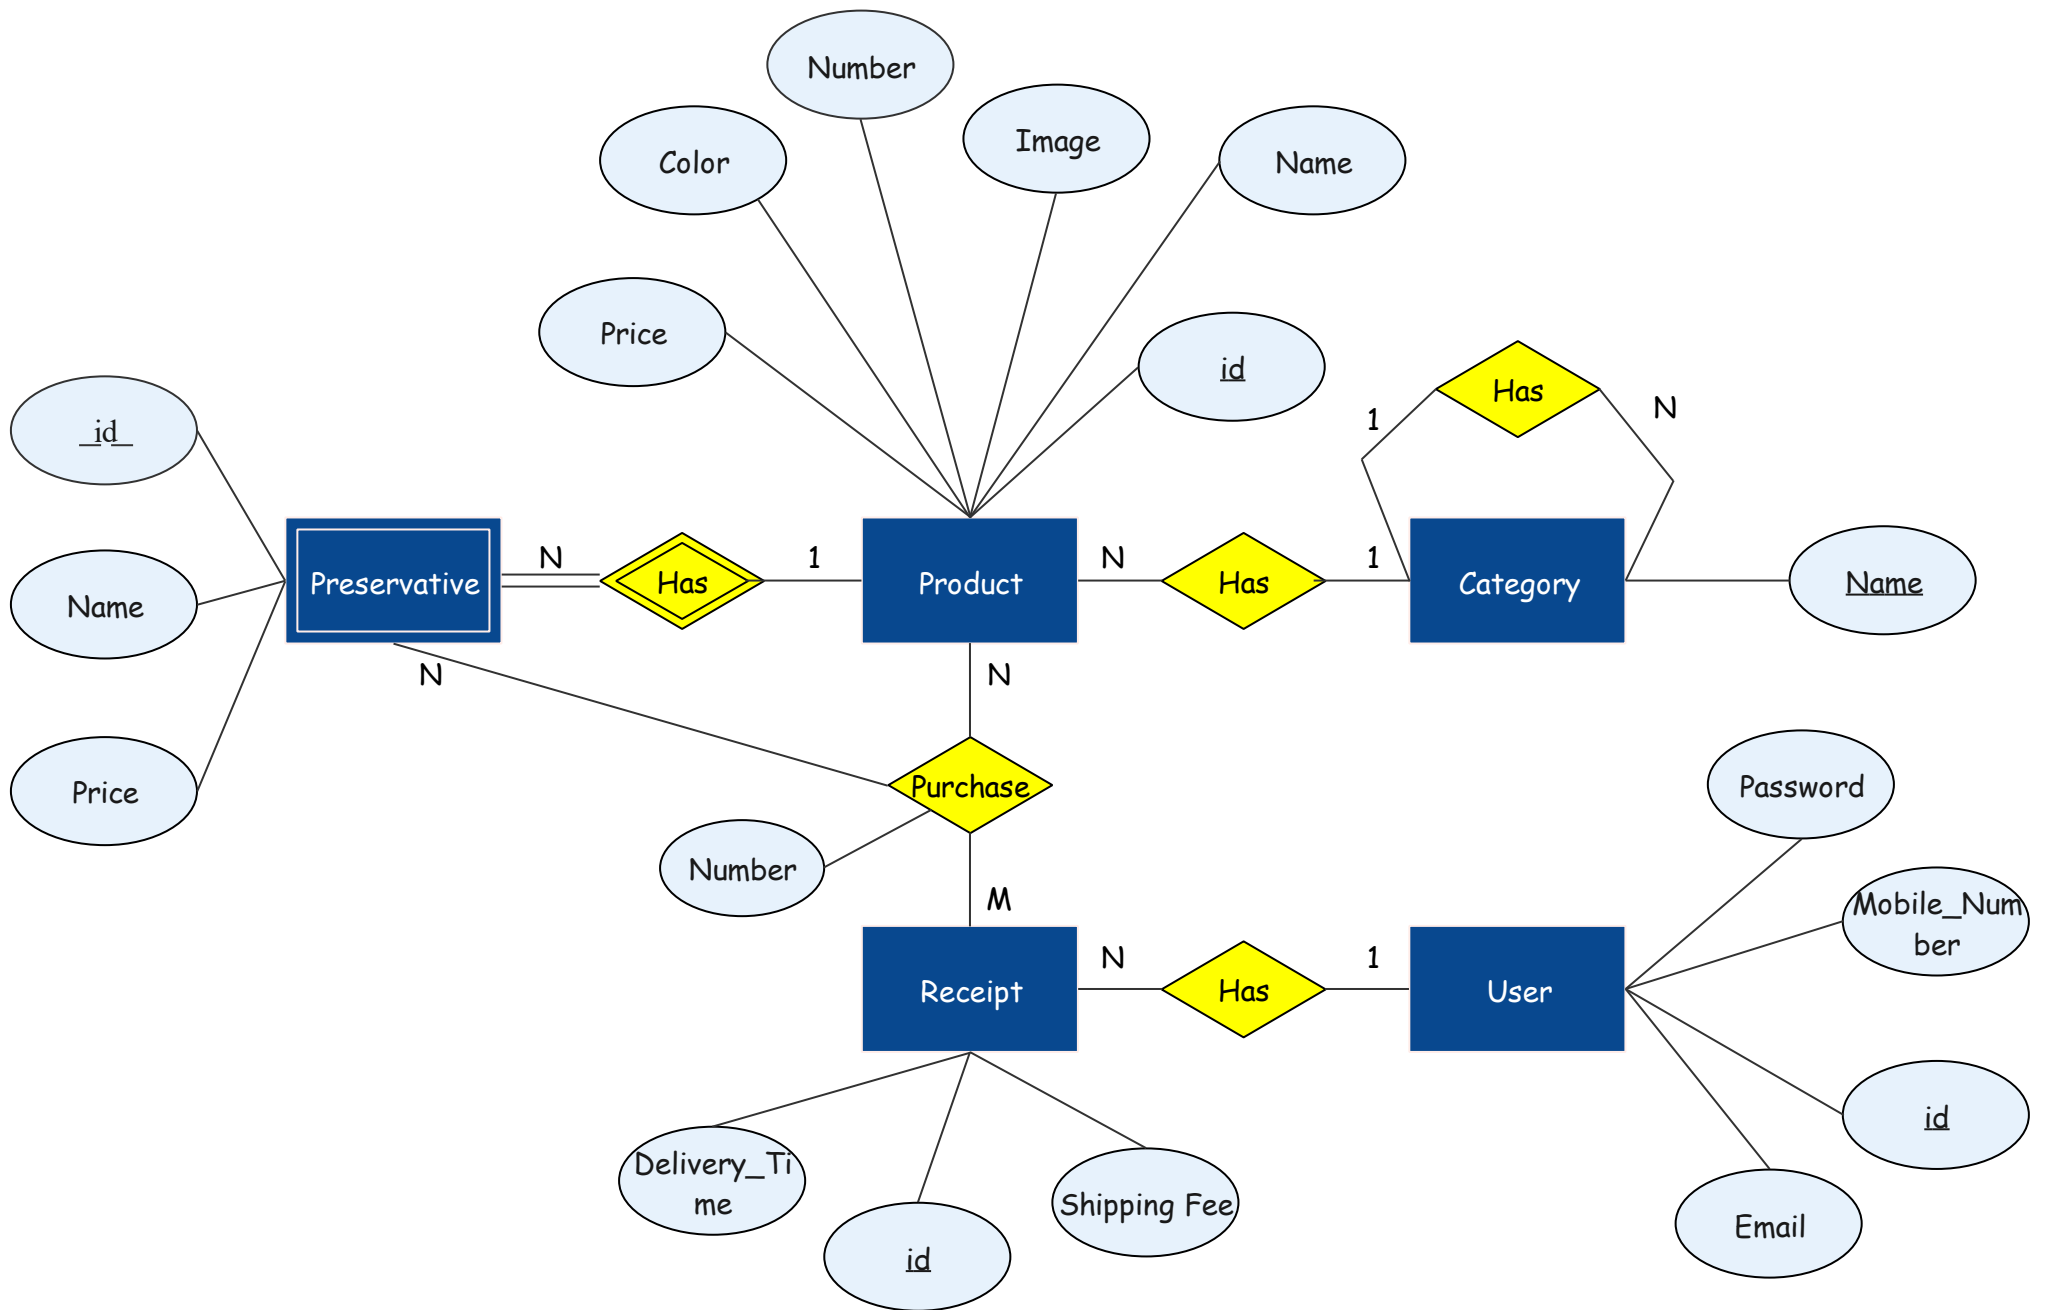 Number
Image
Color
Name
Price
id
Has
1
N
id
Name
Price
Preservative
N
Has
1
Product
N
Has
1
Category
Name
N
N
Purchase
Number
M
Password
Mobile_Num
ber
id
Email
Receipt
N
Has
1
User
Delivery_Ti
me
id
Shipping Fee